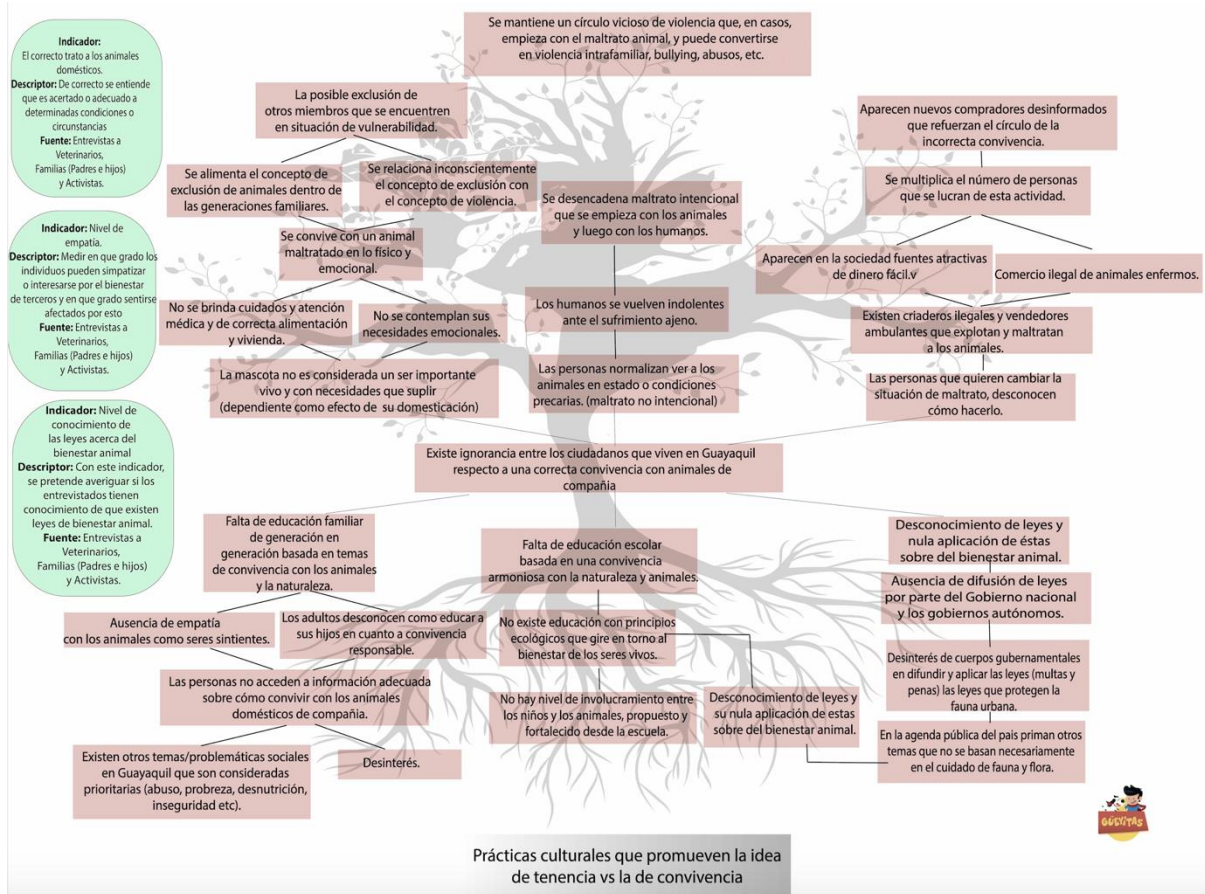 Indicador:
El correcto trato a los animales
domésticos.
Descriptor: De correcto se entiende
que es acertado o adecuado a
determinadas condiciones o
circunstancias
Fuente: Entrevistas a
Veterinarios,
Familias (Padres e hijos)
y Activistas.
Indicador: Nivel de
empatía.
Descriptor: Medir en que grado los
individuos pueden simpatizar
o interesarse por el bienestar
de terceros y en que grado sentirse
afectados por esto
Fuente: Entrevistas a
Veterinarios,
Familias (Padres e hijos)
y Activistas.
Indicador: Nivel de
conocimiento de
las leyes acerca del
bienestar animal
Descriptor: Con este indicador,
se pretende averiguar si los
entrevistados tienen
conocimiento de que existen
leyes de bienestar animal.
Fuente: Entrevistas a
Veterinarios,
Familias (Padres e hijos)
y Activistas.
Se mantiene un círculo vicioso de violencia que, en casos,
empieza con el maltrato animal, y puede convertirse
en violencia intrafamiliar, bullying, abusos, etc.
La posible exclusión de
otros miembros que se encuentren
en situación de vulnerabilidad.
Se alimenta el concepto de
exclusión de animales dentro de
las generaciones familiares.
Se relaciona inconscientemente
el concepto de exclusión con
el concepto de violencia.
Se convive con un animal
maltratado en lo físico y
emocional.
No se brinda cuidados y atención
médica y de correcta alimentación
y vivienda.
No se contemplan sus
necesidades emocionales.
La mascota no es considerada un ser importante
vivo y con necesidades que suplir
(dependiente como efecto de su domesticación)
Se desencadena maltrato intencional
que se empieza con los animales
y luego con los humanos.
Los humanos se vuelven indolentes
ante el sufrimiento ajeno.
Las personas normalizan ver a los
animales en estado o condiciones
precarias. (maltrato no intencional)
Aparecen nuevos compradores desinformados
que refuerzan el círculo de la
incorrecta convivencia.
Se multiplica el número de personas
que se lucran de esta actividad.
Aparecen en la sociedad fuentes atractivas
de dinero fácil.v
Comercio ilegal de animales enfermos.
Existen criaderos ilegales y vendedores
ambulantes que explotan y maltratan
a los animales.
Las personas que quieren cambiar la
situación de maltrato, desconocen
cómo hacerlo.
Existe ignorancia entre los ciudadanos que viven en Guayaquil
respecto a una correcta convivencia con animales de
compañia
Falta de educación familiar
de generación en
generación basada en temas
de convivencia con los animales
y la naturaleza.
Ausencia de empatía
con los animales como seres sintientes.
Los adultos desconocen como educar a
sus hijos en cuanto a convivencia
responsable.
Las personas no acceden a información adecuada
sobre cómo convivir con los animales
domésticos de compañia.
Existen otros temas/problemáticas sociales
en Guayaquil que son consideradas
prioritarias (abuso, probreza, desnutrición,
inseguridad etc).
Desinterés.
Falta de educación escolar
basada en una convivencia
armoniosa con la naturaleza y animales.
No existe educación con principios
ecológicos que gire en torno al
bienestar de los seres vivos.
No hay nivel de involucramiento entre
los niños y los animales, propuesto y
fortalecido desde la escuela.
Desconocimiento de leyes y
su nula aplicación de estas
sobre del bienestar animal.
Desconocimiento de leyes y
nula aplicación de éstas
sobre del bienestar animal.
Ausencia de difusión de leyes
por parte del Gobierno nacional
y los gobiernos autónomos.
Desinterés de cuerpos gubernamentales
en difundir y aplicar las leyes (multas y
penas) las leyes que protegen la
fauna urbana.
En la agenda pública del pais priman otros
temas que no se basan necesariamente
en el cuidado de fauna y flora.
GÜEYITAS
Prácticas culturales que promueven la idea
de tenencia vs la de convivencia